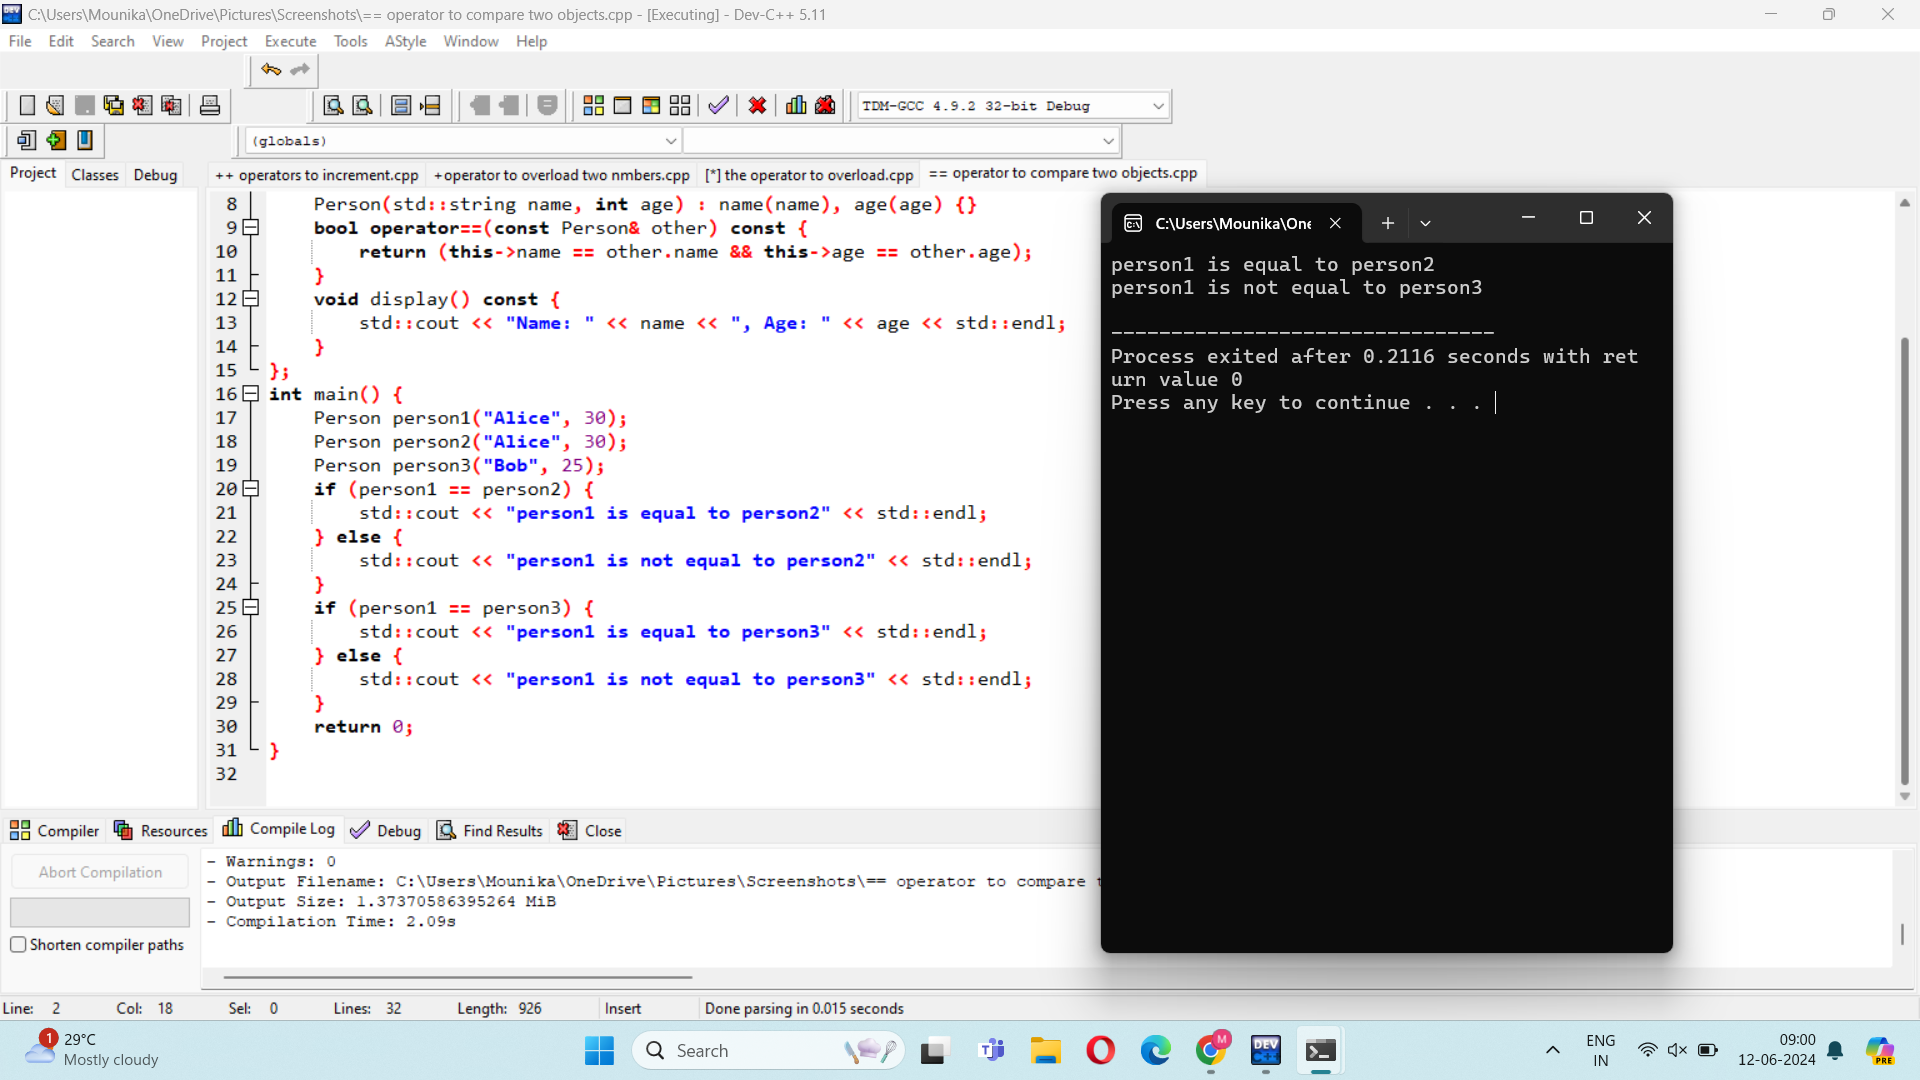 C:\Users\Mounika\OneDrive\Pictures\Screenshots\== operator to compare two objects.cpp - [Executing] - Dev-C++ 5.11
File Edit Search View Project Execute Tools AStyle Window Help
TDM-GCC 4.9.2 32-bit Debug
(globals)
Project Classes Debug
++ operators to increment.cpp +operator to overload two nmbers.cpp [*] the operator to overload.cpp == operator to compare two objects.cpp
8 Person(std::string name, int age) : name(name), age(age) {}
9 bool operator==(const Person& other) const {
10 return (this->name == other.name && this->age == other.age);
11 }
12 void display() const {
13 std::cout << "Name: " << name << ", Age: " << age << std::endl;
14 }
15 };
16 int main() {
17 Person person1("Alice", 30);
18 Person person2("Alice", 30);
19 Person person3("Bob", 25);
20 if (person1 == person2) {
21 std::cout << "person1 is equal to person2" << std::endl;
22 } else {
23 std::cout << "person1 is not equal to person2" << std::endl;
24 }
25 if (person1 == person3) {
26 std::cout << "person1 is equal to person3" << std::endl;
27 } else {
28 std::cout << "person1 is not equal to person3" << std::endl;
29 }
30 return 0;
31 }
32
C:\Users\Mounika\One
person1 is equal to person2
person1 is not equal to person3
--------------------------------
Process exited after 0.2116 seconds with ret
urn value 0
Press any key to continue . . .
Compiler Resources Compile Log Debug Find Results Close
Abort Compilation
Shorten compiler paths
- Warnings: 0
- Output Filename: C:\Users\Mounika\OneDrive\Pictures\Screenshots\== operator to compare t
- Output Size: 1.37370586395264 MiB
- Compilation Time: 2.09s
Line: 2 Col: 18 Sel: 0 Lines: 32 Length: 926 Insert Done parsing in 0.015 seconds
1
29°C
Mostly cloudy
Search
M
DEV
C++
PRE
ENG
IN
09:00
12-06-2024